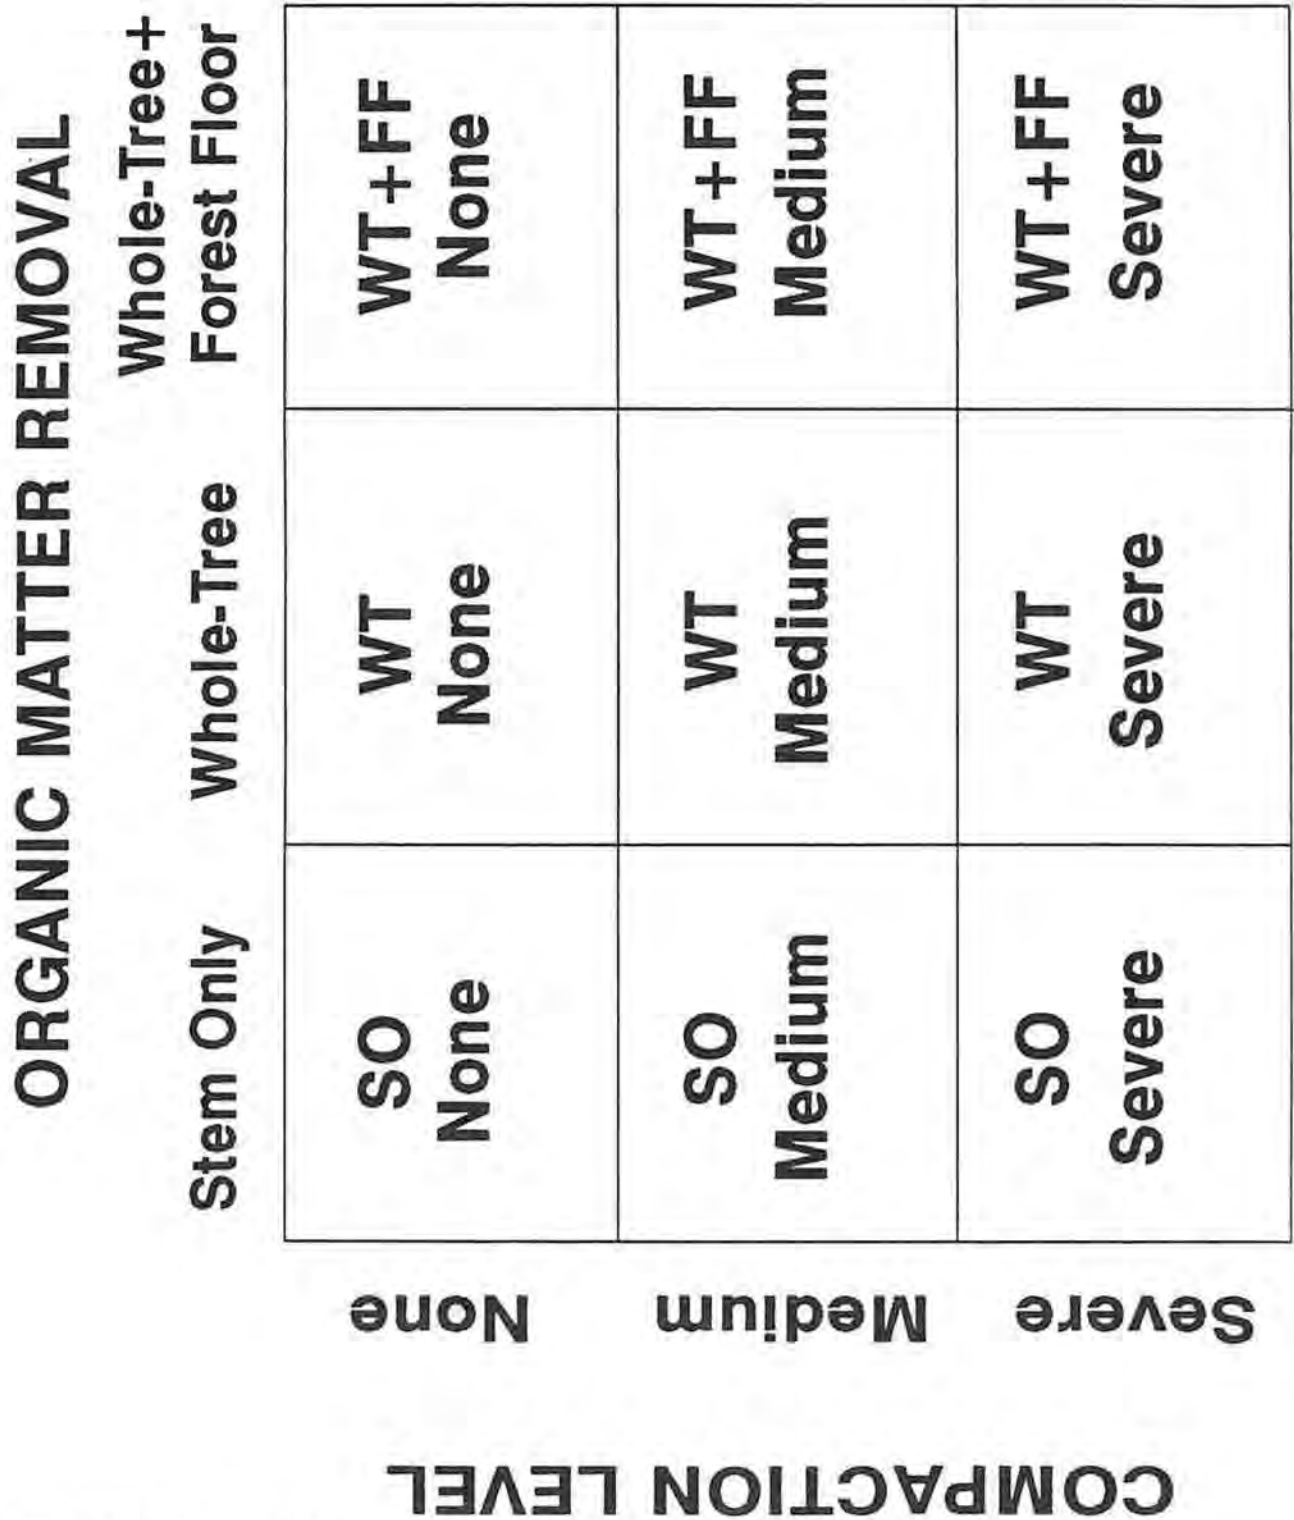 ORGANIC MATTER REMOVAL
Stem Only
Whole-Tree
Whole-Tree+
Forest Floor
COMPACTION LEVEL
None
SO
None
WT
None
WT+FF
None
Medium
SO
Medium
WT
Medium
WT+FF
Medium
Severe
SO
Severe
WT
Severe
WT+FF
Severe